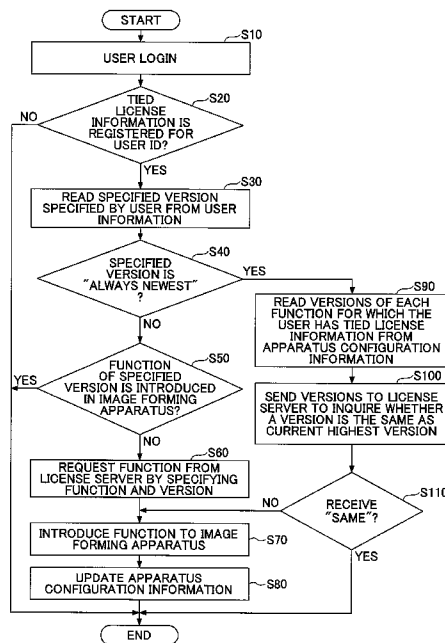 START
S10
USER LOGIN
S20
TIED
LICENSE
INFORMATION IS
REGISTERED FOR
USER ID?
NO
YES
S30
READ SPECIFIED VERSION
SPECIFIED BY USER FROM USER
INFORMATION
S40
SPECIFIED
VERSION IS
"ALWAYS NEWEST"
?
YES
NO
S90
READ VERSIONS OF EACH
FUNCTION FOR WHICH THE
USER HAS TIED LICENSE
INFORMATION FROM
APPARATUS CONFIGURATION
INFORMATION
S50
FUNCTION
OF SPECIFIED
VERSION IS INTRODUCED
IN IMAGE FORMING
APPARATUS?
YES
NO
S100
SEND VERSIONS TO LICENSE
SERVER TO INQUIRE WHETHER
A VERSION IS THE SAME AS
CURRENT HIGHEST VERSION
S60
REQUEST FUNCTION FROM
LICENSE SERVER BY SPECIFYING
FUNCTION AND VERSION
S110
RECEIVE
"SAME"?
NO
YES
S70
INTRODUCE FUNCTION TO IMAGE
FORMING APPARATUS
S80
UPDATE APPARATUS
CONFIGURATION INFORMATION
END